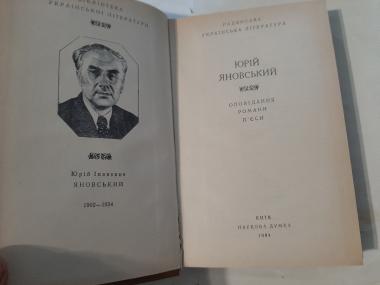 БІБЛІОТЕКА
УКРАЇНСЬКОЇ ЛІТЕРАТУРИ
Юрій Іванович
ЯНОВСЬКИЙ
1902—1954
РАДЯНСЬКА
УКРАЇНСЬКА ЛІТЕРАТУРА
ЮРІЙ
ЯНОВСЬКИЙ
ОПОВІДАННЯ
РОМАНИ
П'ЄСИ
КИЇВ
НАУКОВА ДУМКА
1984